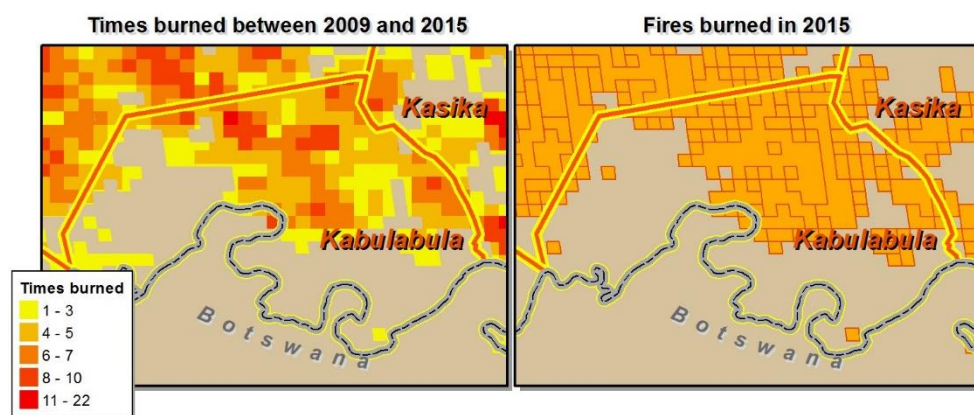 Times burned between 2009 and 2015
Fires burned in 2015
Kasika
Kasika
Kabulabula
Kabulabula
Botswana
Botswana
Times burned
1 - 3
4 - 5
6 - 7
8 - 10
11 - 22